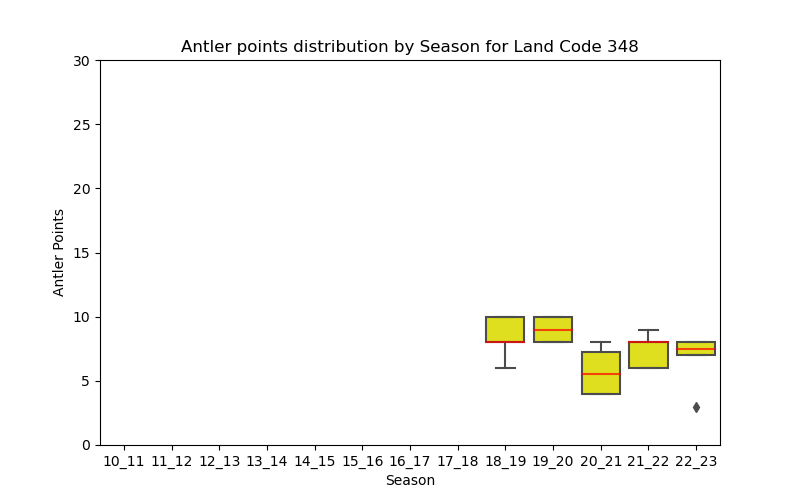 Antler points distribution by Season for Land Code 348
30
25
20
15
10
5
0
Antler Points
10_11 11_12 12_13 13_14 14_15 15_16 16_17 17_18 18_19 19_20 20_21 21_22 22_23
Season